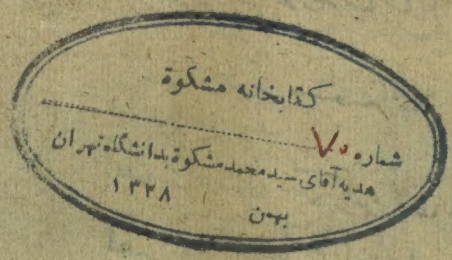 کتابخانه مشکوة
شماره ۷۰
هدیه آقای سید محمد مشکوة بدانشگاه تهران
بهمن ۱۳۲۸